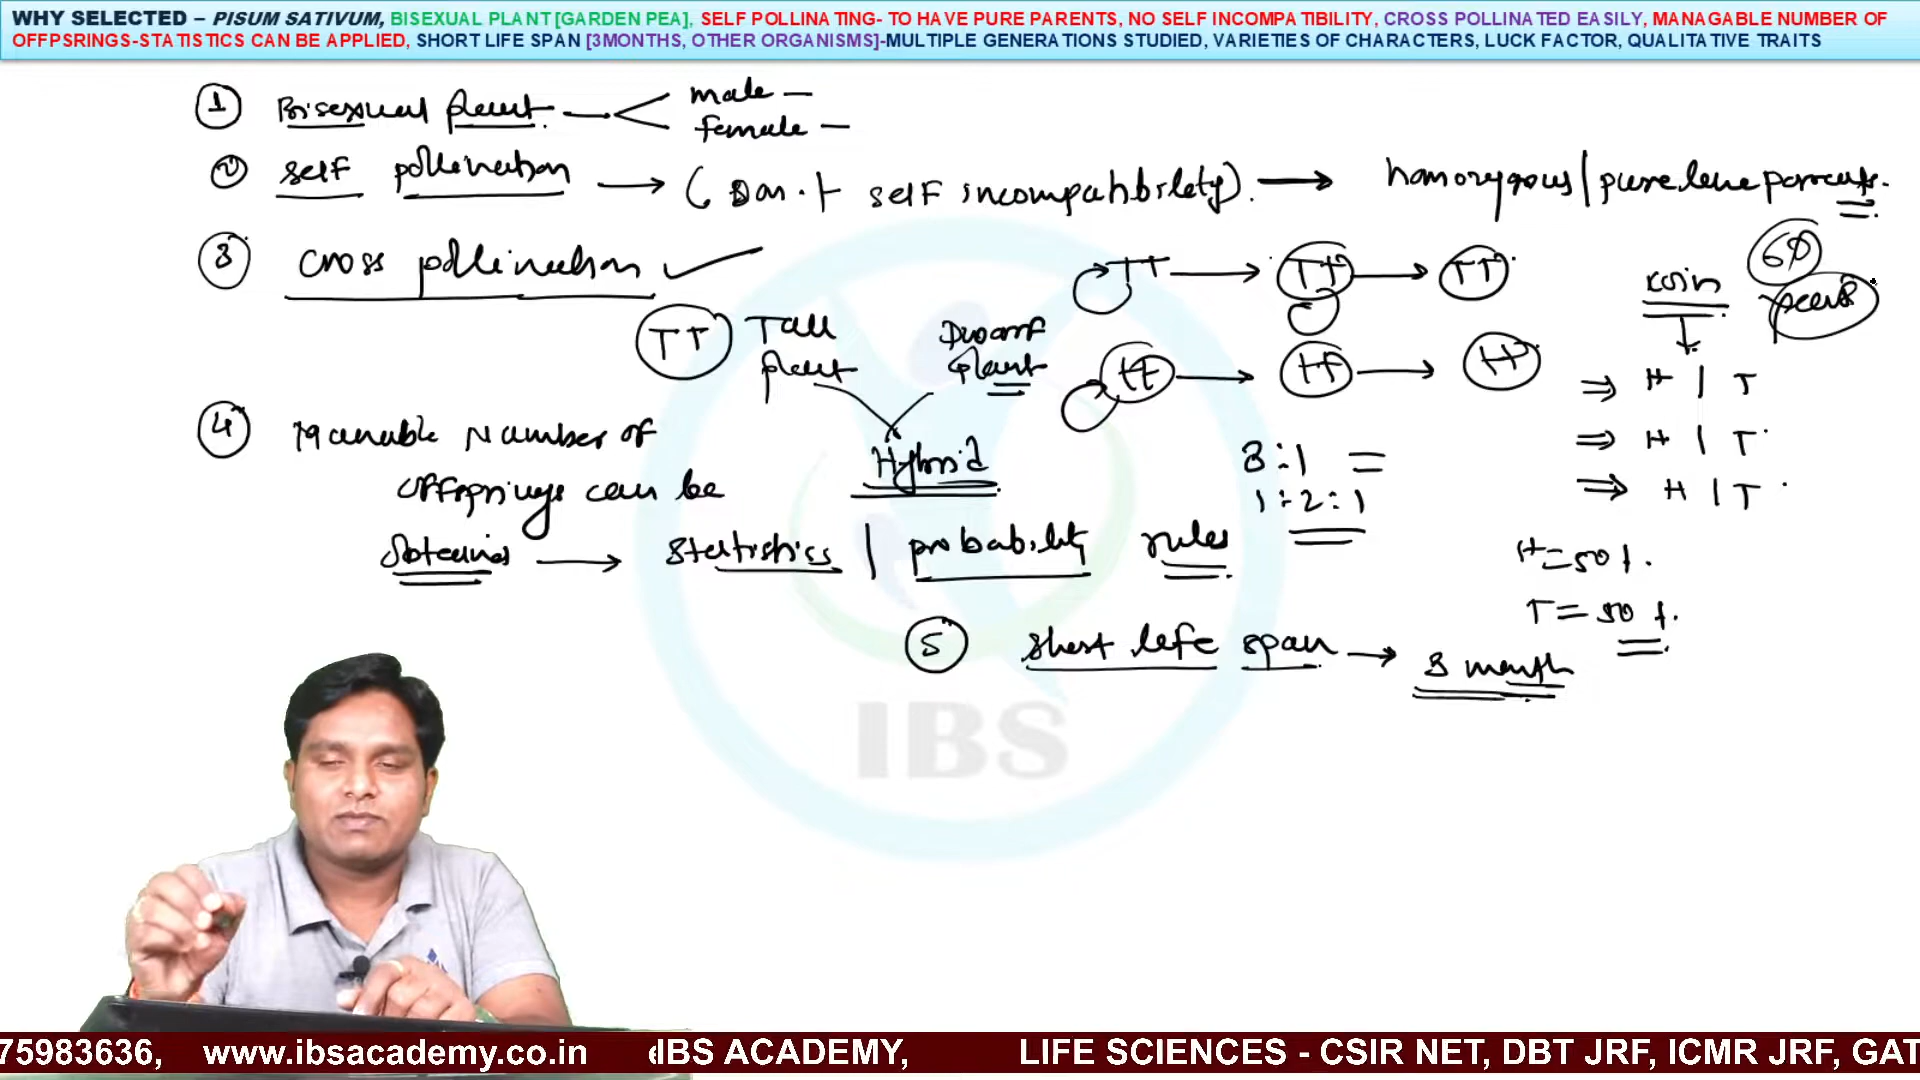 WHY SELECTED – PISUM SATIVUM, BISEXUAL PLANT [GARDEN PEA], SELF POLLINATING- TO HAVE PURE PARENTS, NO SELF INCOMPATIBILITY, CROSS POLLINATED EASILY, MANAGABLE NUMBER OF
OFFPSRINGS-STATISTICS CAN BE APPLIED, SHORT LIFE SPAN [3MONTHS, OTHER ORGANISMS]-MULTIPLE GENERATIONS STUDIED, VARIETIES OF CHARACTERS, LUCK FACTOR, QUALITATIVE TRAITS
1 Bisexual plant — male –
female –
2 self pollination → ( Don't self incompatibility). → homozygous | pure line parents.
3 cross pollination ✓
TT → TT → TT
coin
60 years
TT Tall plant
Dwarf plant
tt → tt → tt
⇒ H | T
⇒ H | T
⇒ H | T
Hybrid
4 Number of
offsprings can be
→ statistics | probability rules
3:1 =
1:2:1
H = 50 %.
T = 50 %.
5 short life span → 3 month
IBS
75983636, www.ibsacademy.co.in IBS ACADEMY, LIFE SCIENCES - CSIR NET, DBT JRF, ICMR JRF, GAT